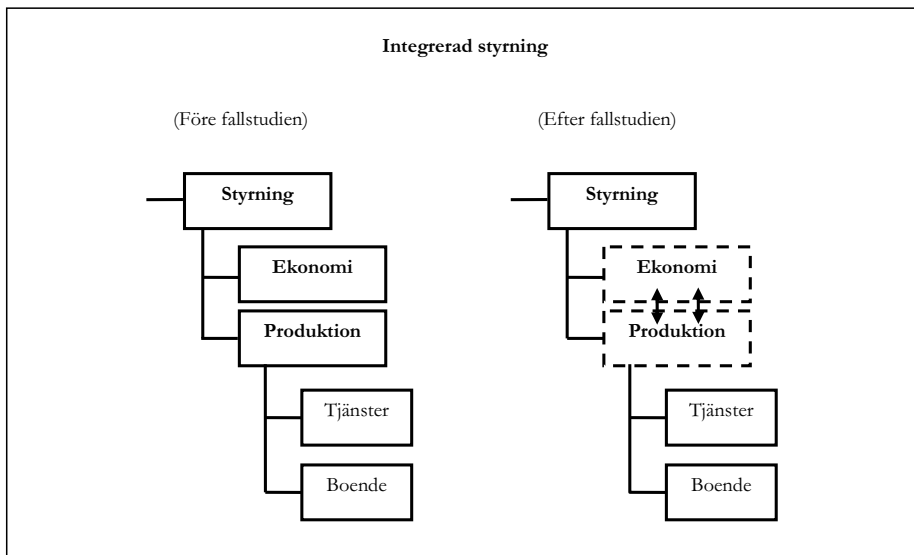 Integrerad styrning
(Före fallstudien)
Styrning
Ekonomi
Produktion
Tjänster
Boende
(Efter fallstudien)
Styrning
Ekonomi
Produktion
Tjänster
Boende